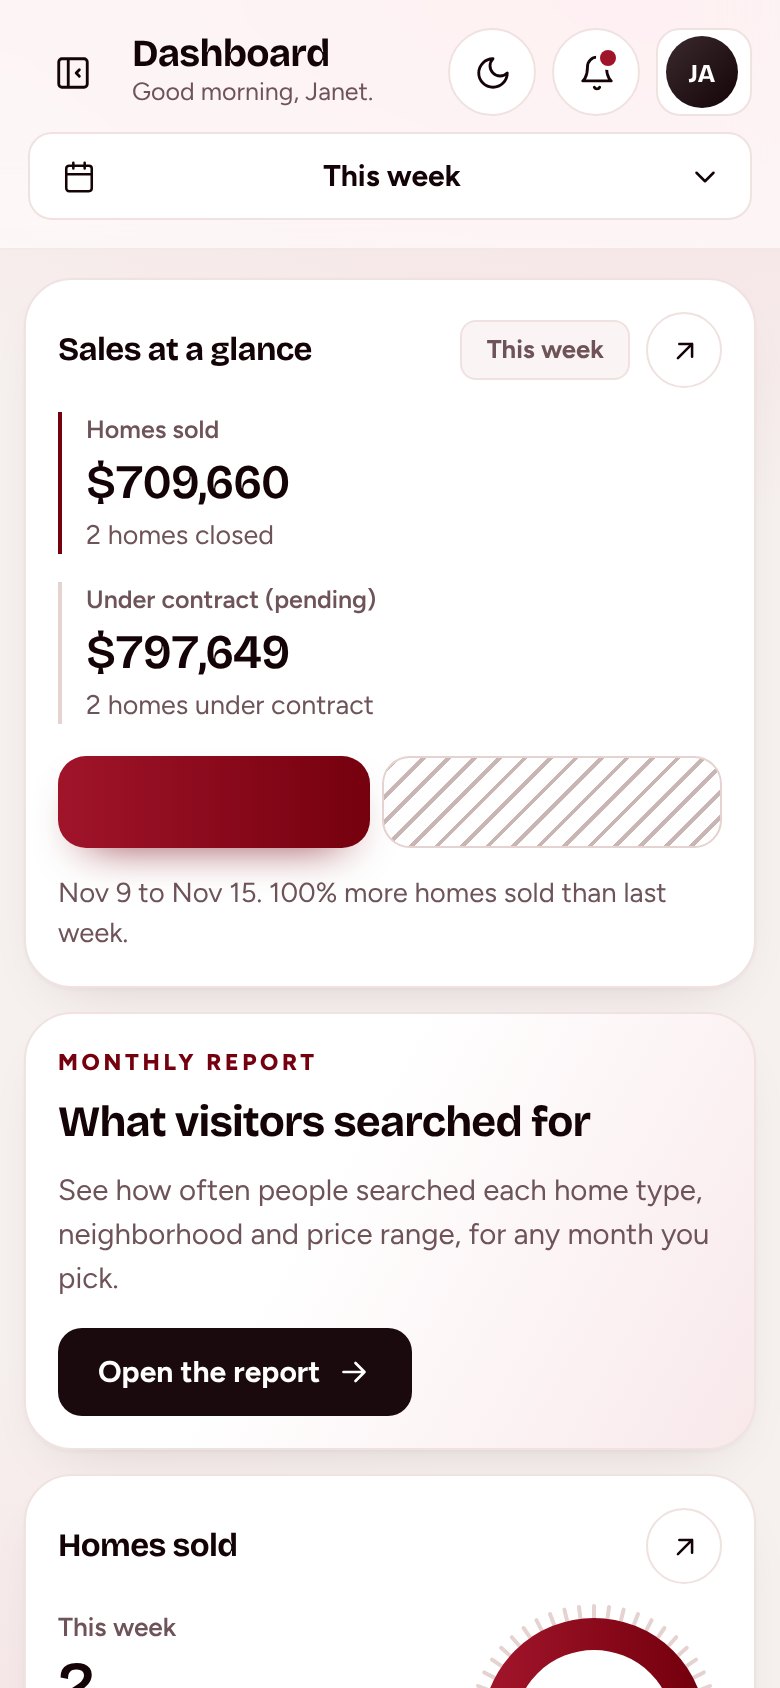 Dashboard
Good morning, Janet.
JA
This week
Sales at a glance
This week
Homes sold
$709,660
2 homes closed
Under contract (pending)
$797,649
2 homes under contract
Nov 9 to Nov 15. 100% more homes sold than last
week.
MONTHLY REPORT
What visitors searched for
See how often people searched each home type,
neighborhood and price range, for any month you
pick.
Open the report
Homes sold
This week
2